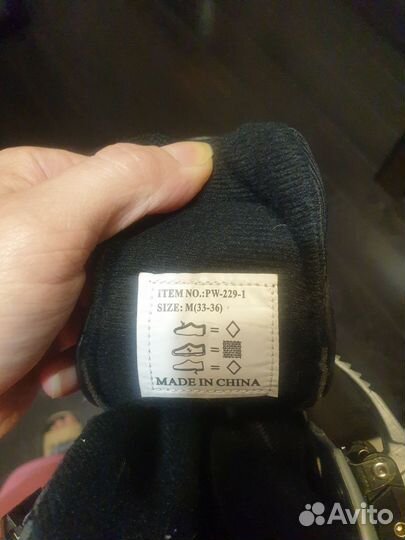 ITEM NO.:PW-229-1
SIZE: M(33-36)
=
=
=
MADE IN CHINA
Avito